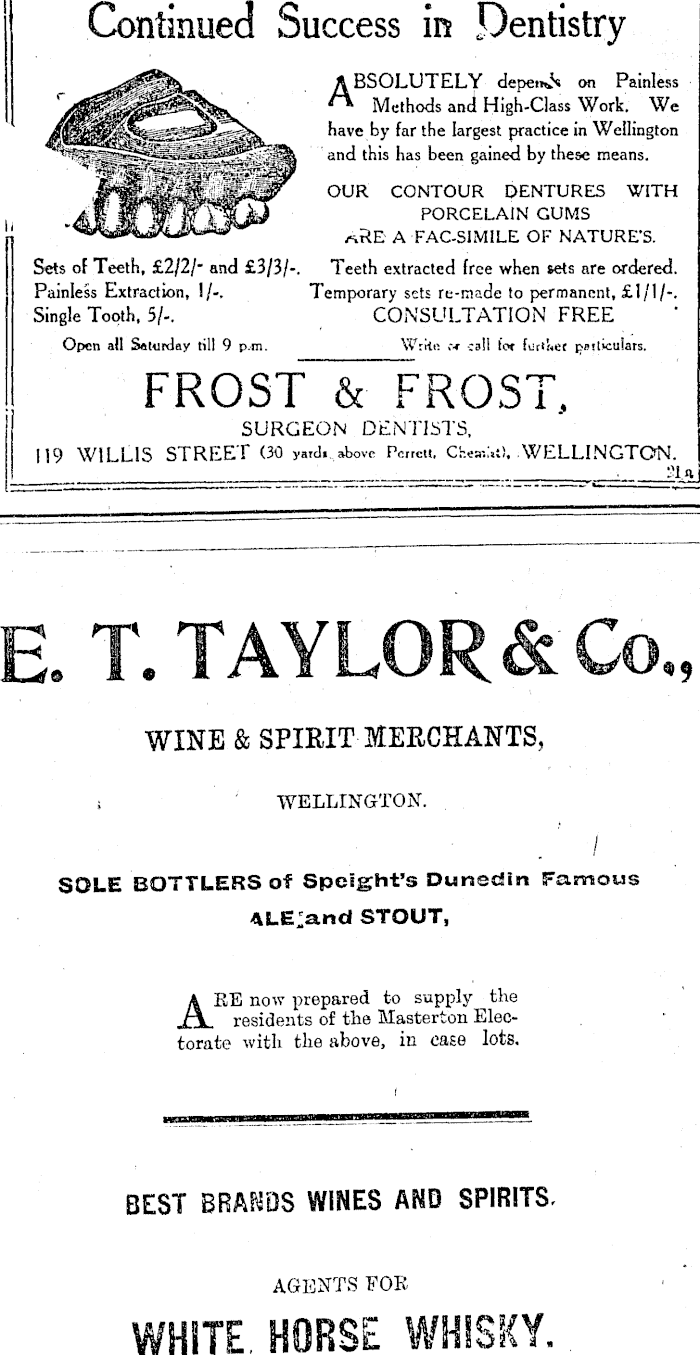 Continued Success in Dentistry
ABSOLUTELY depends on Painless
Methods and High-Class Work. We
have by far the largest practice in Wellington
and this has been gained by these means.
OUR CONTOUR DENTURES WITH
PORCELAIN GUMS
ARE A FAC-SIMILE OF NATURE'S.
Sets of Teeth, £2/2/- and £3/3/-. Teeth extracted free when sets are ordered.
Painless Extraction, 1/-. Temporary sets re-made to permanent, £1/1/-.
Single Tooth, 5/-. CONSULTATION FREE
Open all Saturday till 9 p.m. Write or call for further particulars.
FROST & FROST,
SURGEON DENTISTS,
119 WILLIS STREET (30 yards above Perrett, Chemist), WELLINGTON.
E. T. TAYLOR & Co.,
WINE & SPIRIT MERCHANTS,
WELLINGTON.
SOLE BOTTLERS of Speight's Dunedin Famous
ALE and STOUT,
ARE now prepared to supply the
residents of the Masterton Elec-
torate with the above, in case lots.
BEST BRANDS WINES AND SPIRITS.
AGENTS FOR
WHITE HORSE WHISKY.